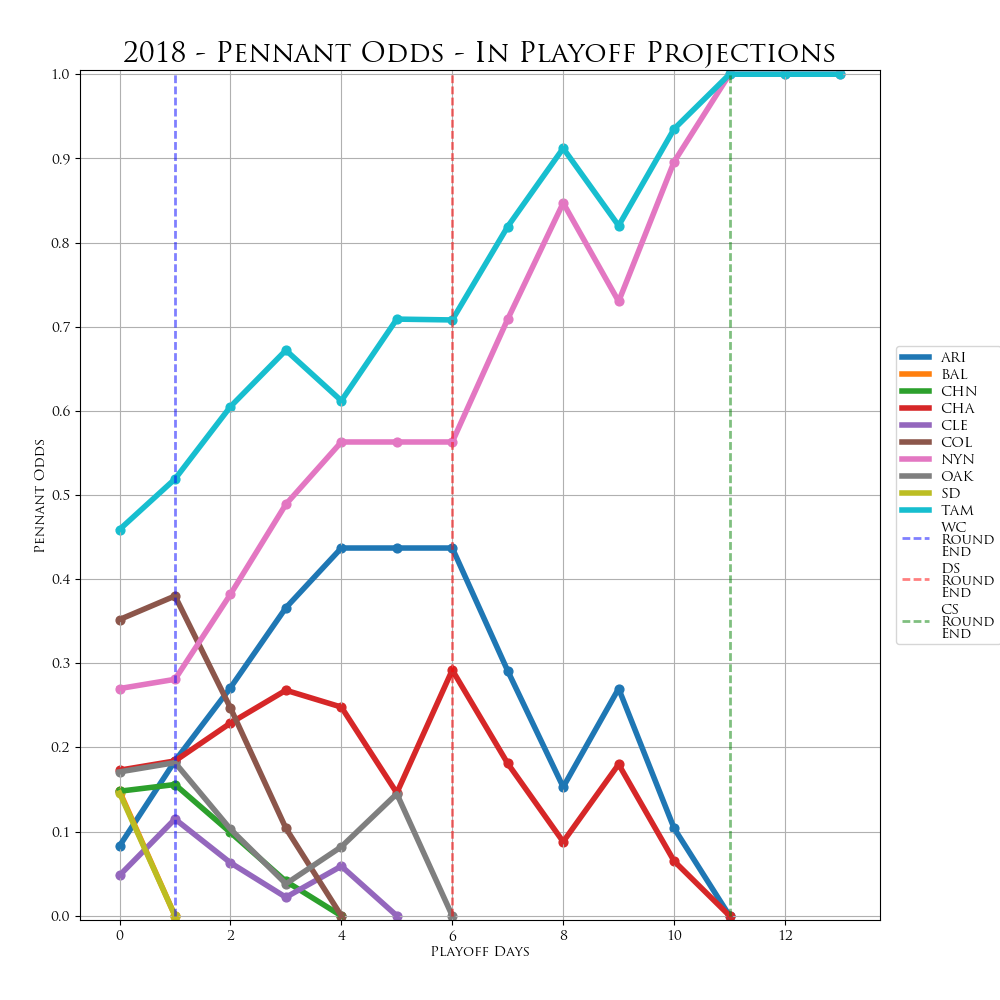 2018 - Pennant Odds - In Playoff Projections
1.0
0.9
0.8
0.7
0.6
0.5
0.4
0.3
0.2
0.1
0.0
Pennant Odds
0
2
4
6
8
10
12
Playoff Days
ARI
BAL
CHN
CHA
CLE
COL
NYN
OAK
SD
TAM
WC
Round
End
DS
Round
End
CS
Round
End